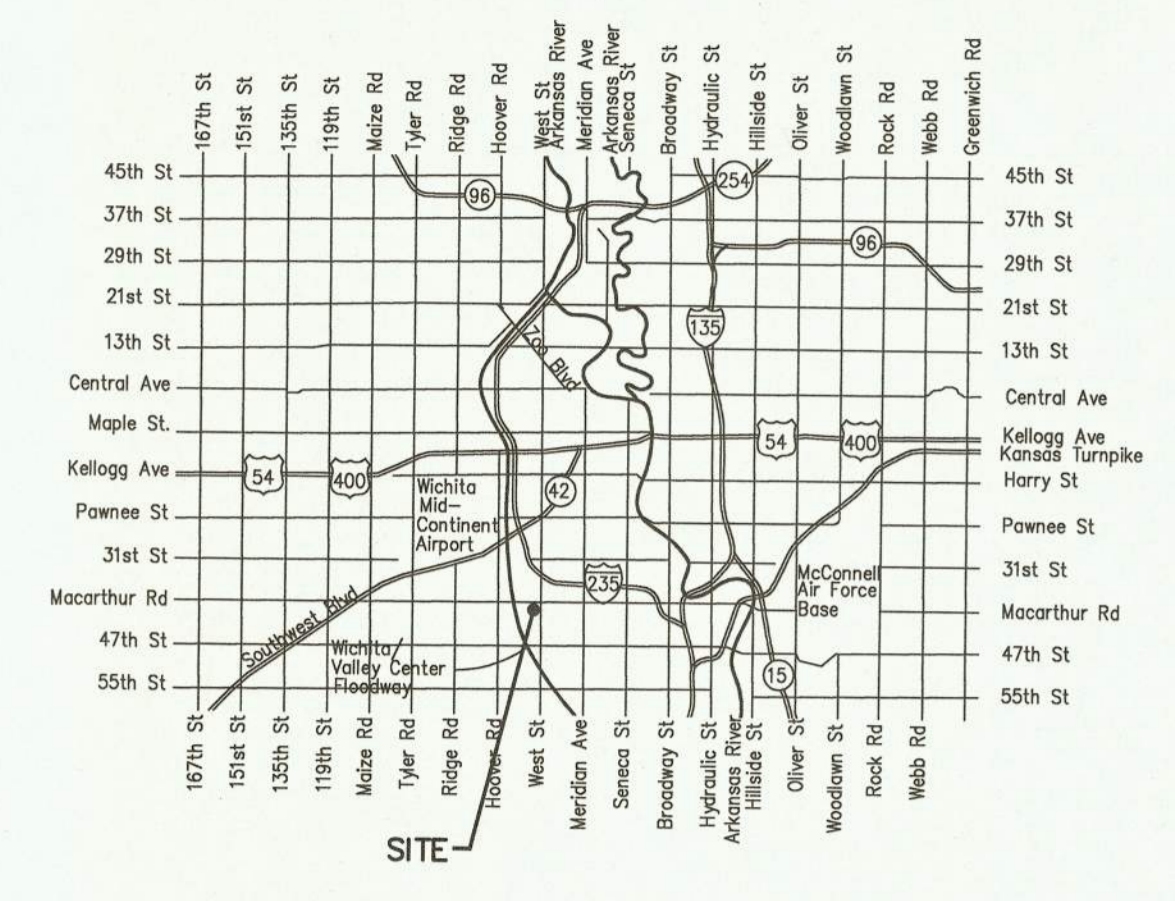 167th St
151st St
135th St
119th St
Maize Rd
Tyler Rd
Ridge Rd
Hoover Rd
West St
Arkansas River
Meridian Ave
Arkansas River
Seneca St
Broadway St
Hydraulic St
Hillside St
Oliver St
Woodlawn St
Rock Rd
Webb Rd
Greenwich Rd
45th St
37th St
29th St
21st St
13th St
Central Ave
Maple St.
Kellogg Ave
Pawnee St
31st St
Macarthur Rd
47th St
55th St
96
254
96
135
Zoo Blvd
54
400
54
400
42
235
15
Wichita
Mid-
Continent
Airport
McConnell
Air Force
Base
Southwest Blvd
Wichita/
Valley Center
Floodway
45th St
37th St
29th St
21st St
13th St
Central Ave
Kellogg Ave
Kansas Turnpike
Harry St
Pawnee St
31st St
Macarthur Rd
47th St
55th St
167th St
151st St
135th St
119th St
Maize Rd
Tyler Rd
Ridge Rd
Hoover Rd
West St
Meridian Ave
Seneca St
Broadway St
Hydraulic St
Arkansas River
Hillside St
Oliver St
Woodlawn St
Rock Rd
Webb Rd
SITE